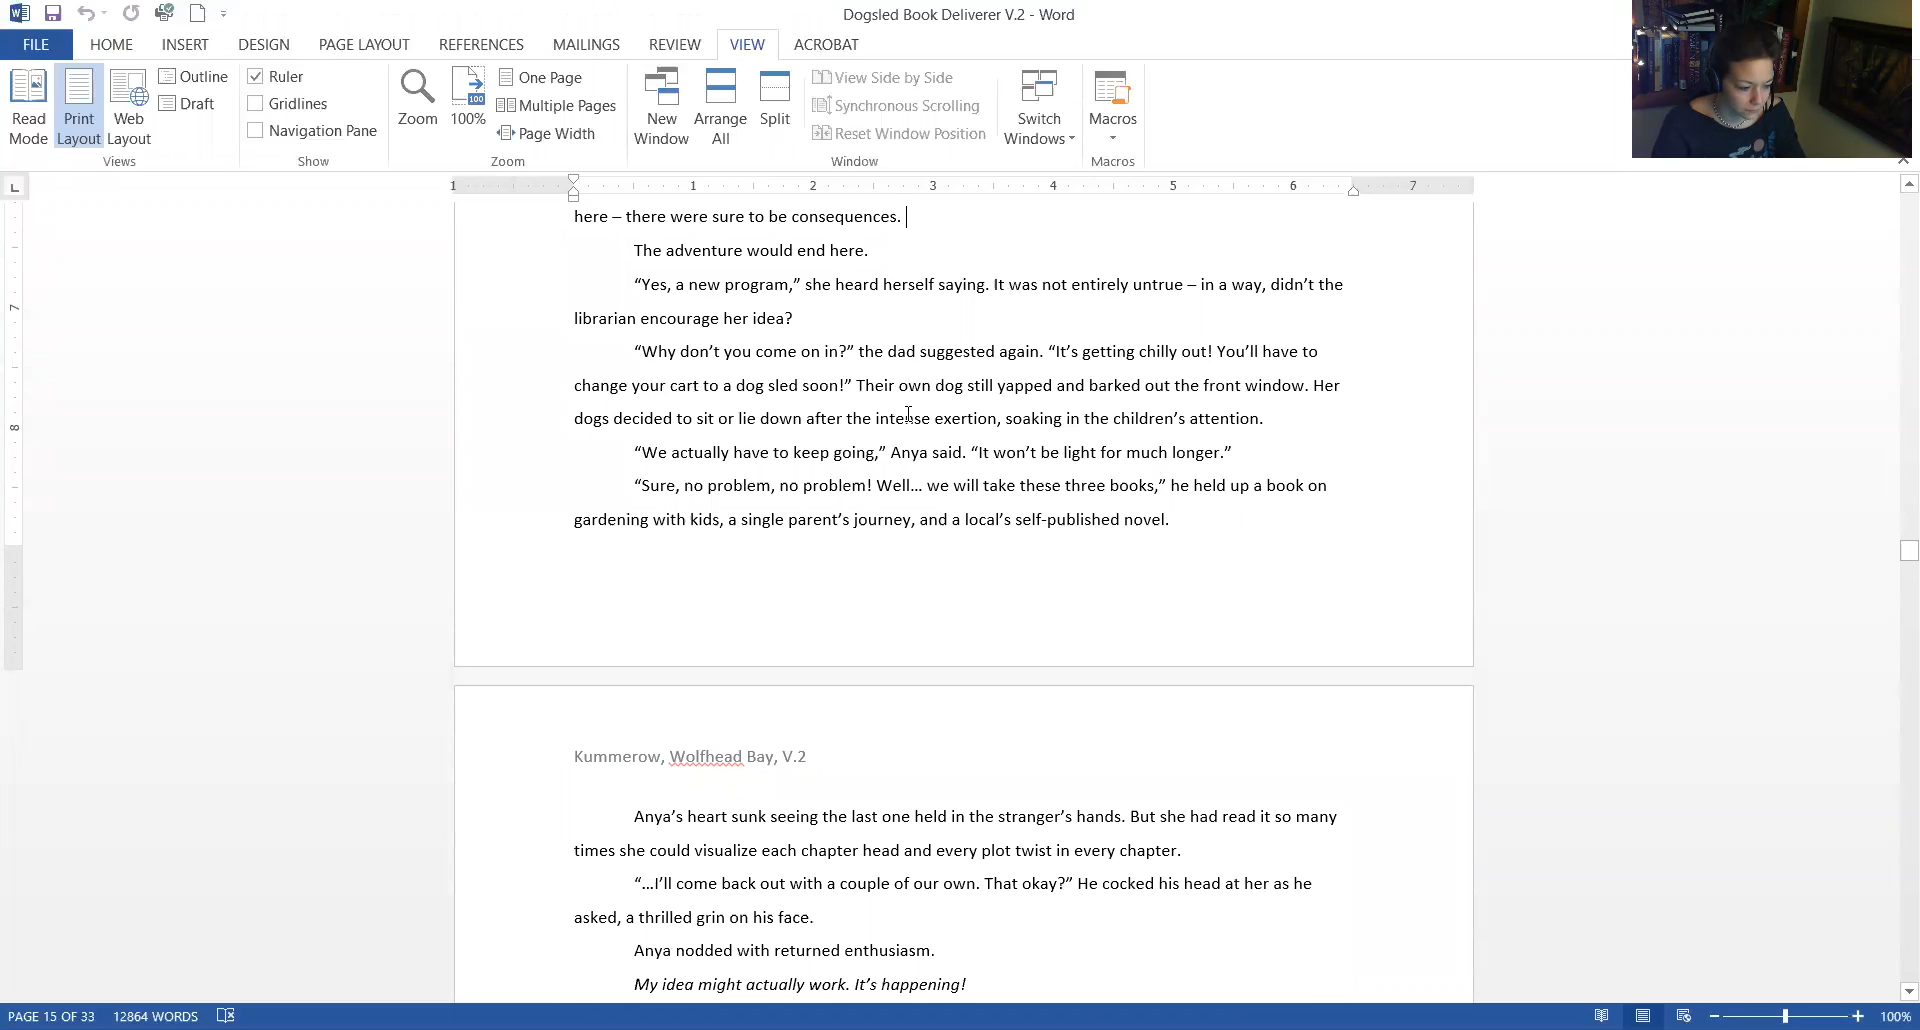 Dogsled Book Deliverer V.2 - Word
FILE HOME INSERT DESIGN PAGE LAYOUT REFERENCES MAILINGS REVIEW VIEW ACROBAT
Read Mode
Print Layout
Web Layout
Outline
Draft
Views
Ruler
Gridlines
Navigation Pane
Show
Zoom
100
100%
One Page
Multiple Pages
Page Width
Zoom
New Window
Arrange All
Split
View Side by Side
Synchronous Scrolling
Reset Window Position
Window
Switch Windows
Macros
Macros
L
1 1 2 3 4 5 6 7
7
8
here – there were sure to be consequences.
The adventure would end here.
“Yes, a new program,” she heard herself saying. It was not entirely untrue – in a way, didn’t the
librarian encourage her idea?
“Why don’t you come on in?” the dad suggested again. “It’s getting chilly out! You’ll have to
change your cart to a dog sled soon!” Their own dog still yapped and barked out the front window. Her
dogs decided to sit or lie down after the intense exertion, soaking in the children’s attention.
“We actually have to keep going,” Anya said. “It won’t be light for much longer.”
“Sure, no problem, no problem! Well… we will take these three books,” he held up a book on
gardening with kids, a single parent’s journey, and a local’s self-published novel.
Kummerow, Wolfhead Bay, V.2
Anya’s heart sunk seeing the last one held in the stranger’s hands. But she had read it so many
times she could visualize each chapter head and every plot twist in every chapter.
“…I’ll come back out with a couple of our own. That okay?” He cocked his head at her as he
asked, a thrilled grin on his face.
Anya nodded with returned enthusiasm.
My idea might actually work. It’s happening!
PAGE 15 OF 33 12864 WORDS 100%